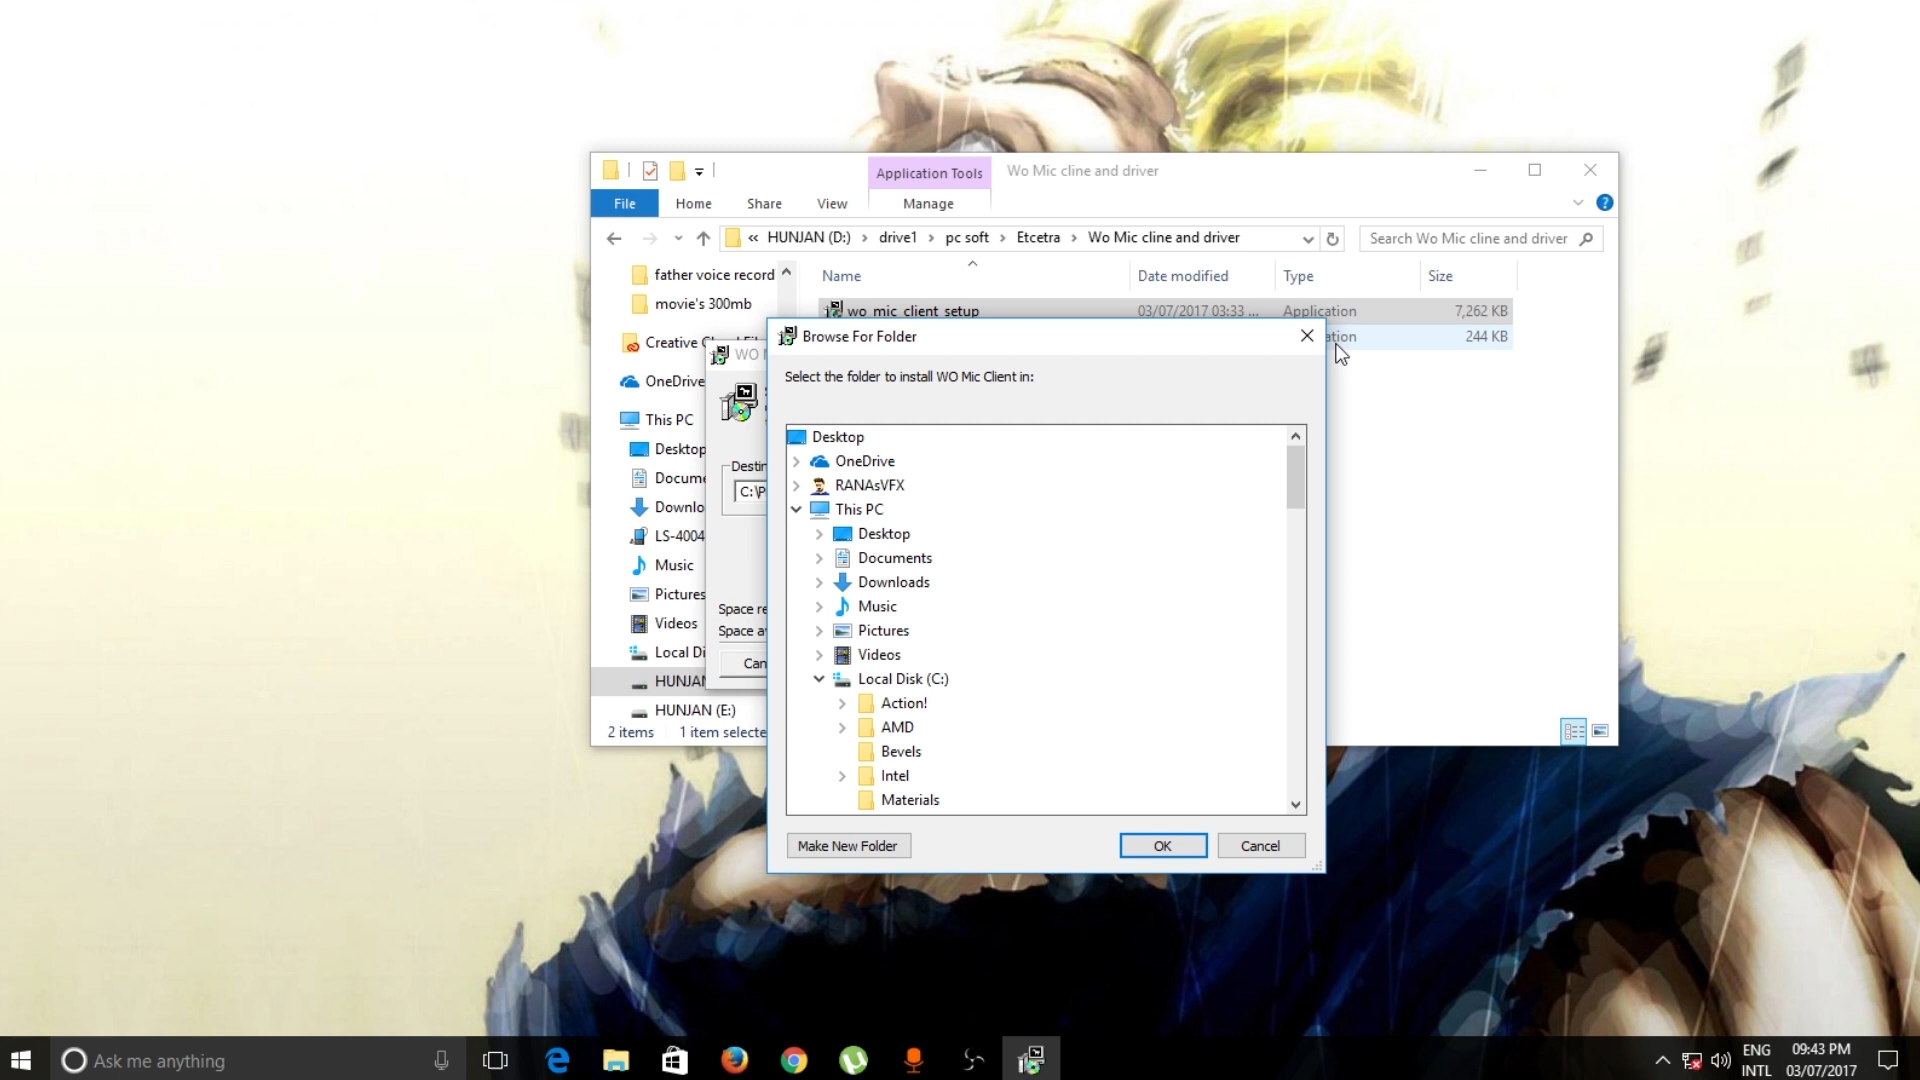 Application Tools
Wo Mic cline and driver
File
Home
Share
View
Manage
« HUNJAN (D:) › drive1 › pc soft › Etcetra › Wo Mic cline and driver
Search Wo Mic cline and driver
father voice record
movie's 300mb
Creative
OneDrive
This PC
Desktop
Docume
Downlo
LS-4004
Music
Pictures
Videos
Local Di
HUNJAN
HUNJAN (E:)
2 items
1 item selecte
Name
Date modified
Type
Size
wo_mic_client_setup
03/07/2017 03:33 ...
Application
7,262 KB
ation
244 KB
WO
Destin
C:\P
Space re
Space a
Can
Browse For Folder
Select the folder to install WO Mic Client in:
Desktop
OneDrive
RANAsVFX
This PC
Desktop
Documents
Downloads
Music
Pictures
Videos
Local Disk (C:)
Action!
AMD
Bevels
Intel
Materials
Make New Folder
OK
Cancel
Ask me anything
ENG
INTL
09:43 PM
03/07/2017